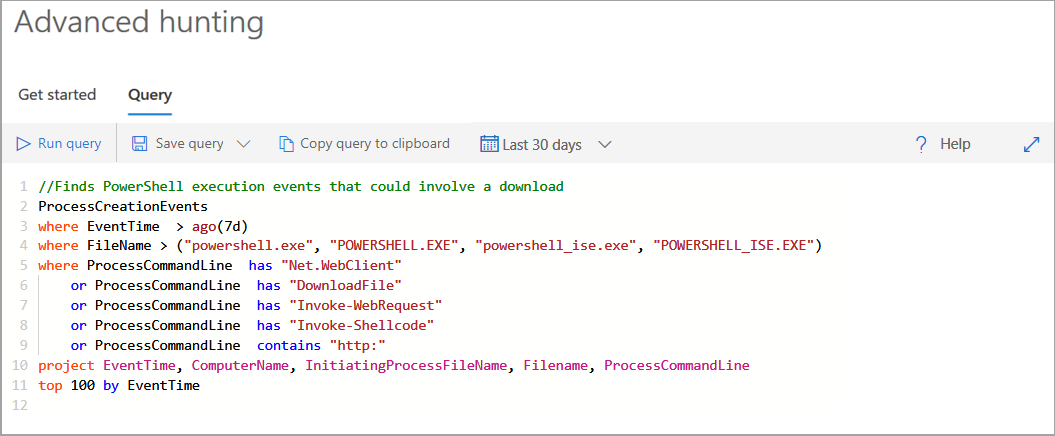 Advanced hunting
Get started Query
Run query Save query Copy query to clipboard Last 30 days ? Help
1 //Finds PowerShell execution events that could involve a download
2 ProcessCreationEvents
3 where EventTime  > ago(7d)
4 where FileName > ("powershell.exe", "POWERSHELL.EXE", "powershell_ise.exe", "POWERSHELL_ISE.EXE")
5 where ProcessCommandLine  has "Net.WebClient"
6     or ProcessCommandLine  has "DownloadFile"
7     or ProcessCommandLine  has "Invoke-WebRequest"
8     or ProcessCommandLine  has "Invoke-Shellcode"
9     or ProcessCommandLine  contains "http:"
10 project EventTime, ComputerName, InitiatingProcessFileName, Filename, ProcessCommandLine
11 top 100 by EventTime
12